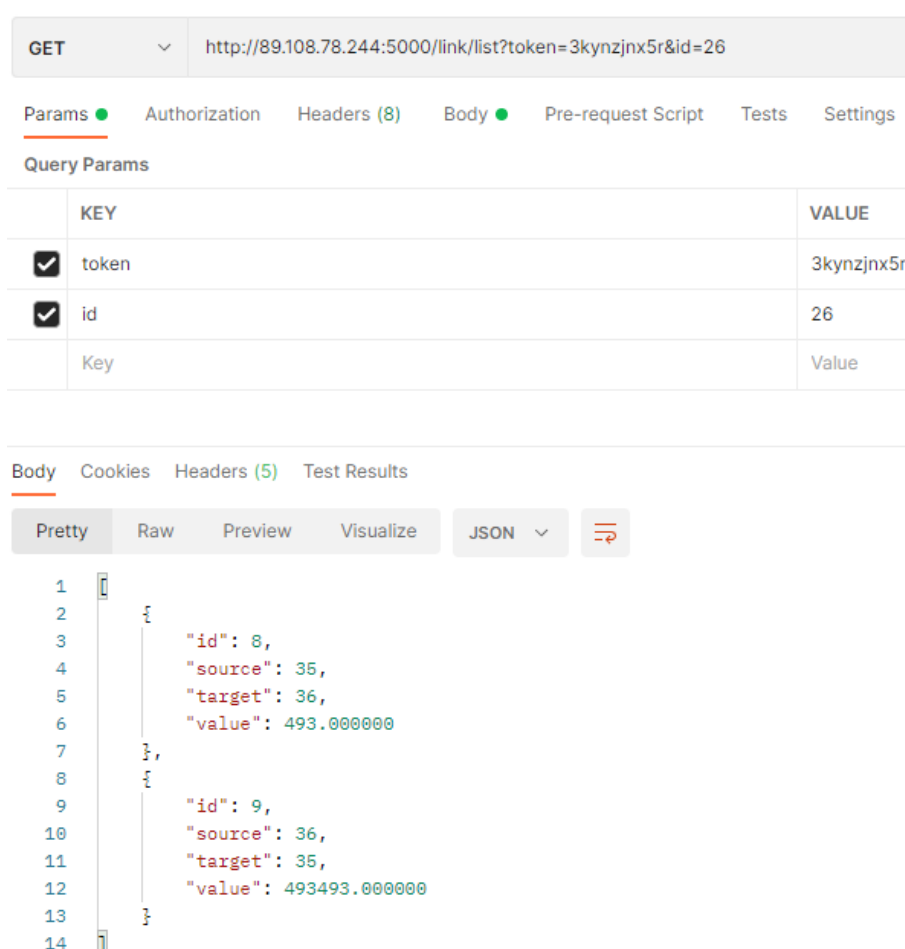 GET http://89.108.78.244:5000/link/list?token=3kynzjnx5r&id=26
Params Authorization Headers (8) Body Pre-request Script Tests Settings
Query Params
KEY VALUE
token 3kynzjnx5r
id 26
Key Value
Body Cookies Headers (5) Test Results
Pretty Raw Preview Visualize JSON
1 [
2 {
3 "id": 8,
4 "source": 35,
5 "target": 36,
6 "value": 493.000000
7 },
8 {
9 "id": 9,
10 "source": 36,
11 "target": 35,
12 "value": 493493.000000
13 }
14 ]